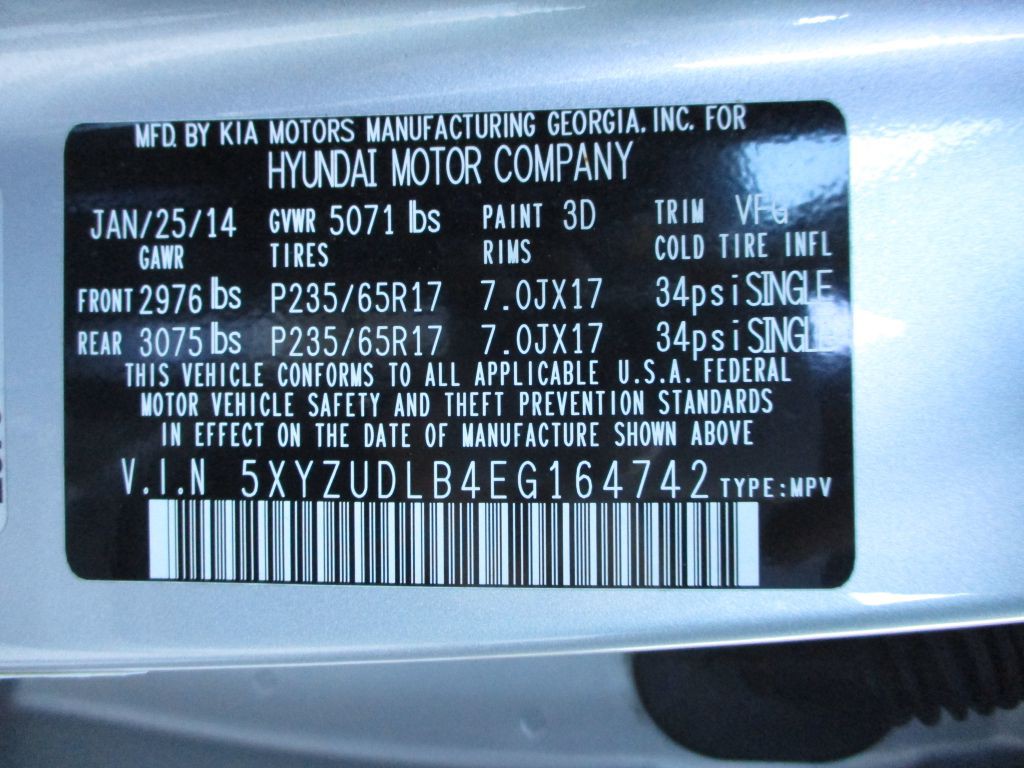 MFD. BY KIA MOTORS MANUFACTURING GEORGIA. INC. FOR
HYUNDAI MOTOR COMPANY
JAN/25/14 GVWR 5071 lbs PAINT 3D TRIM VFG
GAWR TIRES RIMS COLD TIRE INFL
FRONT 2976 lbs P235/65R17 7.0JX17 34psi SINGLE
REAR 3075 lbs P235/65R17 7.0JX17 34psi SINGLE
THIS VEHICLE CONFORMS TO ALL APPLICABLE U.S.A. FEDERAL
MOTOR VEHICLE SAFETY AND THEFT PREVENTION STANDARDS
IN EFFECT ON THE DATE OF MANUFACTURE SHOWN ABOVE
V.I.N 5XYZUDLB4EG164742 TYPE:MPV